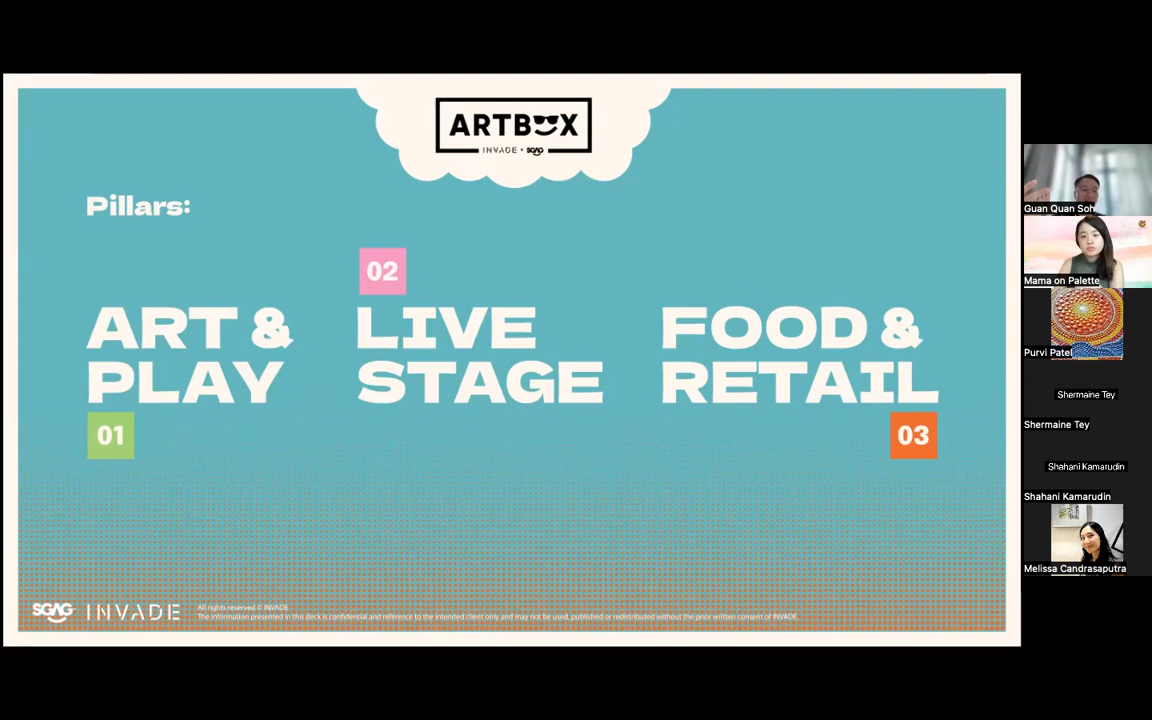 ARTBOX
INVADE • SGAG
Pillars:
02
ART &
PLAY
LIVE
STAGE
FOOD &
RETAIL
01
03
SGAG INVADE
All rights reserved © INVADE
The information presented in this deck is confidential and reference to the intended client only and may not be used, published or redistributed without the prior written consent of INVADE.
Guan Quan Soh
Mama on Palette
Purvi Patel
Shermaine Tey
Shermaine Tey
Shahani Kamarudin
Shahani Kamarudin
Melissa Candrasaputra